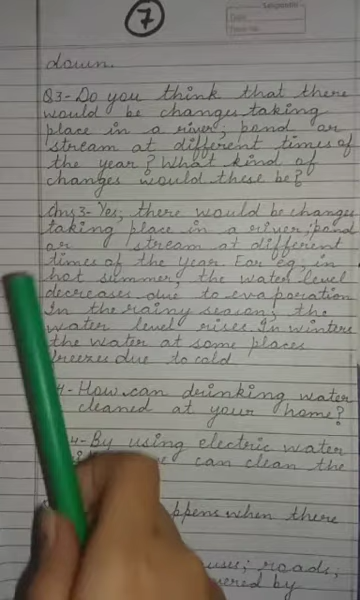 7
down.
Q3- Do you think that there
would be changes taking
place in a river, pond or
stream at different times of
the year? What kind of
changes would these be?
Ans 3- Yes, there would be changes
taking place in a river, pond
or stream at different
times of the year. For eg; in
hot summer, the water level
decreases due to evaporation
In the rainy season, the
water level rises. In winters
the water at some places
freezes due to cold
4- How can drinking water
cleaned at your home?
4- By using electric water
can clean the
ppens when there
uses; roads,
ered by